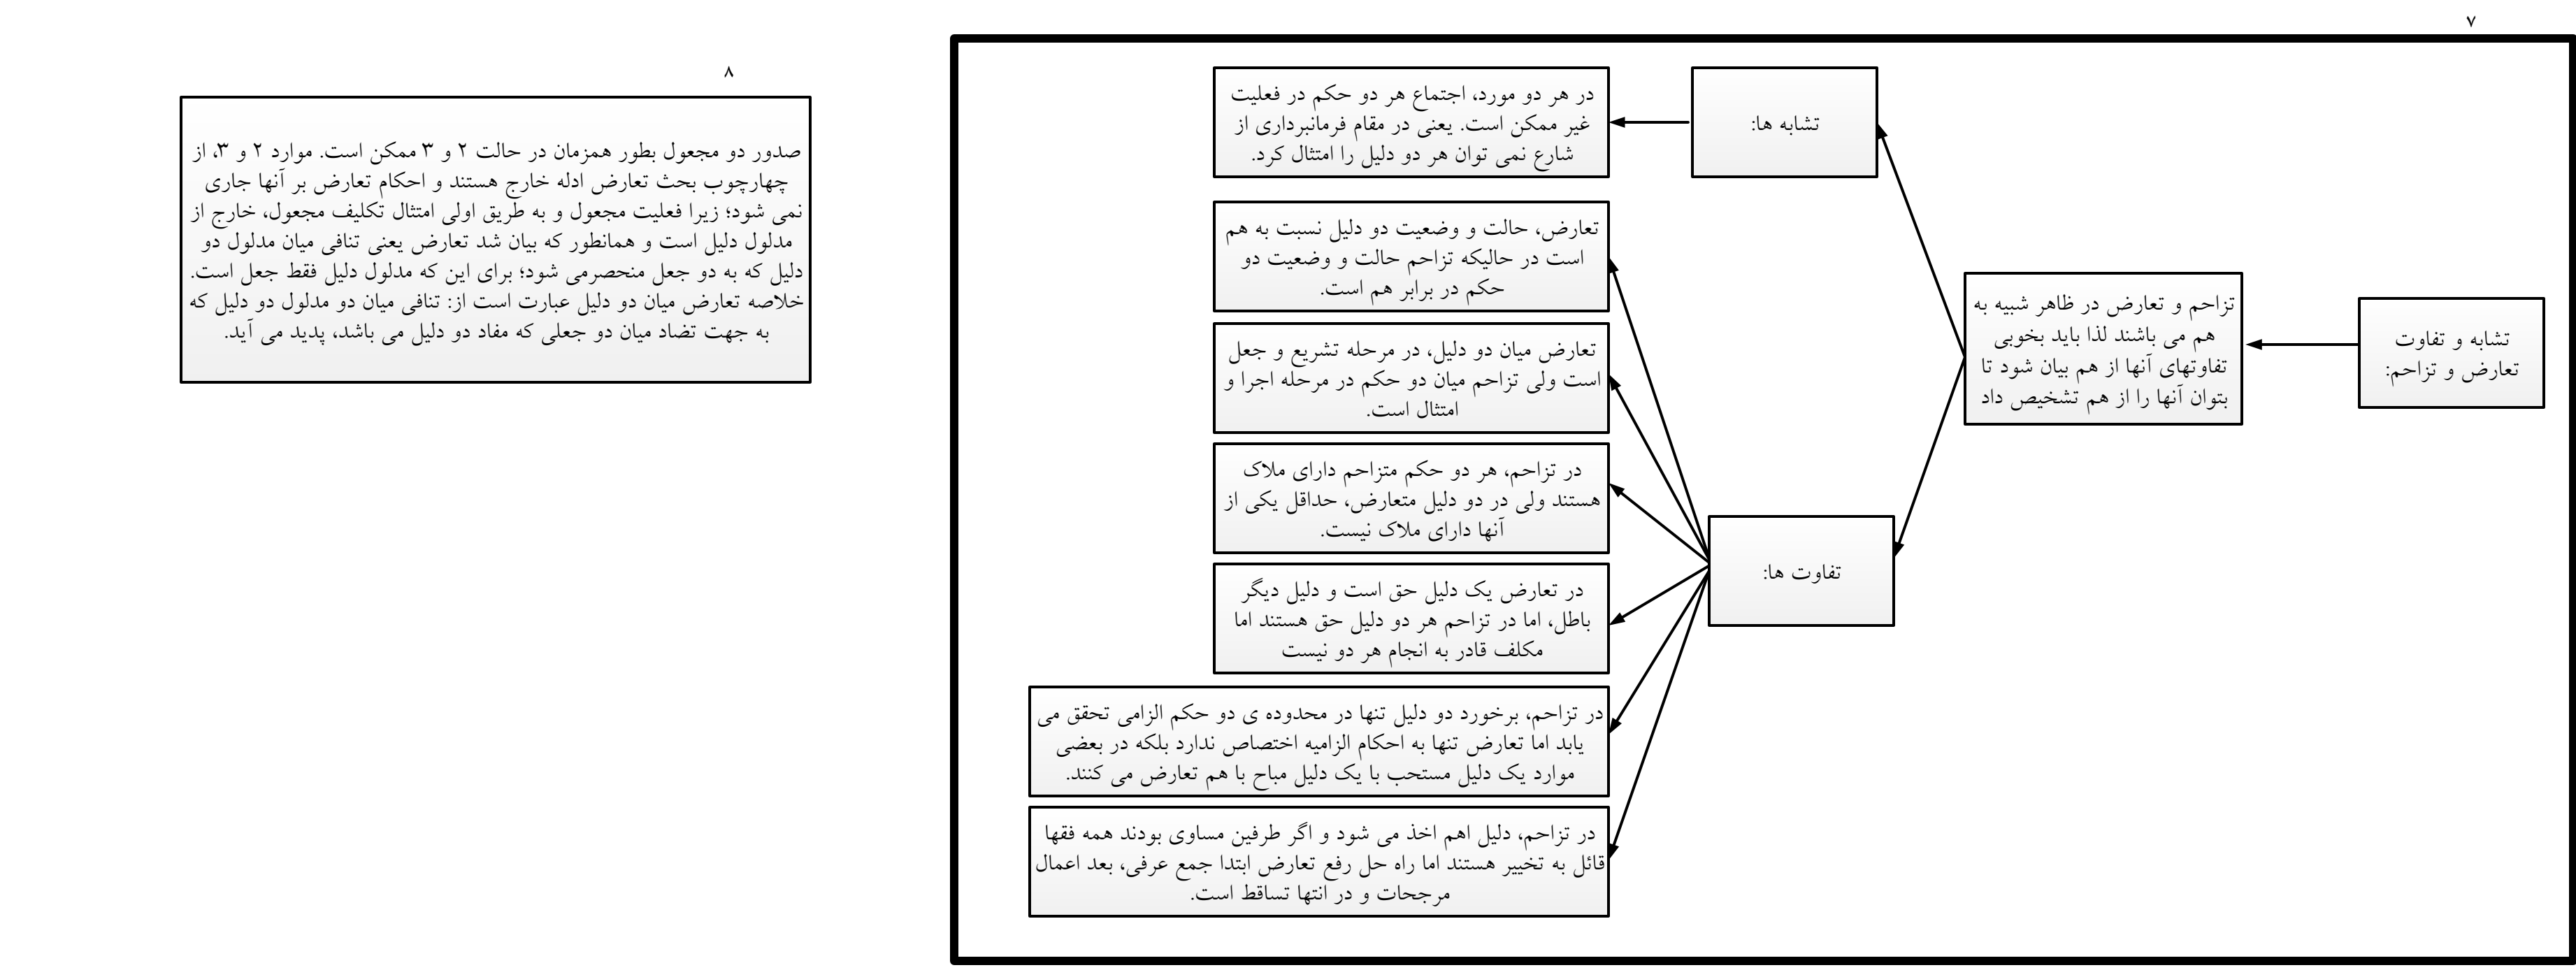 ۷
تشابه و تفاوت
تعارض و تزاحم:
تزاحم و تعارض در ظاهر شبیه به
هم می باشند لذا باید بخوبی
تفاوتهای آنها از هم بیان شود تا
بتوان آنها را از هم تشخیص داد
تشابه ها:
در هر دو مورد، اجتماع هر دو حکم در فعلیت
غیر ممکن است. یعنی در مقام فرمانبرداری از
شارع نمی توان هر دو دلیل را امتثال کرد.
تفاوت ها:
تعارض، حالت و وضعیت دو دلیل نسبت به هم
است در حالیکه تزاحم حالت و وضعیت دو
حکم در برابر هم است.
تعارض میان دو دلیل، در مرحله تشریع و جعل
است ولی تزاحم میان دو حکم در مرحله اجرا و
امتثال است.
در تزاحم، هر دو حکم متزاحم دارای ملاک
هستند ولی در دو دلیل متعارض، حداقل یکی از
آنها دارای ملاک نیست.
در تعارض یک دلیل حق است و دلیل دیگر
باطل، اما در تزاحم هر دو دلیل حق هستند اما
مکلف قادر به انجام هر دو نیست
در تزاحم، برخورد دو دلیل تنها در محدوده ی دو حکم الزامی تحقق می
یابد اما تعارض تنها به احکام الزامیه اختصاص ندارد بلکه در بعضی
موارد یک دلیل مستحب با یک دلیل مباح با هم تعارض می کنند.
در تزاحم، دلیل اهم اخذ می شود و اگر طرفین مساوی بودند همه فقها
قائل به تخییر هستند اما راه حل رفع تعارض ابتدا جمع عرفی، بعد اعمال
مرجحات و در انتها تساقط است.
۸
صدور دو مجعول بطور همزمان در حالت ۲ و ۳ ممکن است. موارد ۲ و ۳، از
چهارچوب بحث تعارض ادله خارج هستند و احکام تعارض بر آنها جاری
نمی شود؛ زیرا فعلیت مجعول و به طریق اولی امتثال تکلیف مجعول، خارج از
مدلول دلیل است و همانطور که بیان شد تعارض یعنی تنافی میان مدلول دو
دلیل که به دو جعل منحصرمی شود؛ برای این که مدلول دلیل فقط جعل است.
خلاصه تعارض میان دو دلیل عبارت است از: تنافی میان دو مدلول دو دلیل که
به جهت تضاد میان دو جعلی که مفاد دو دلیل می باشد، پدید می آید.